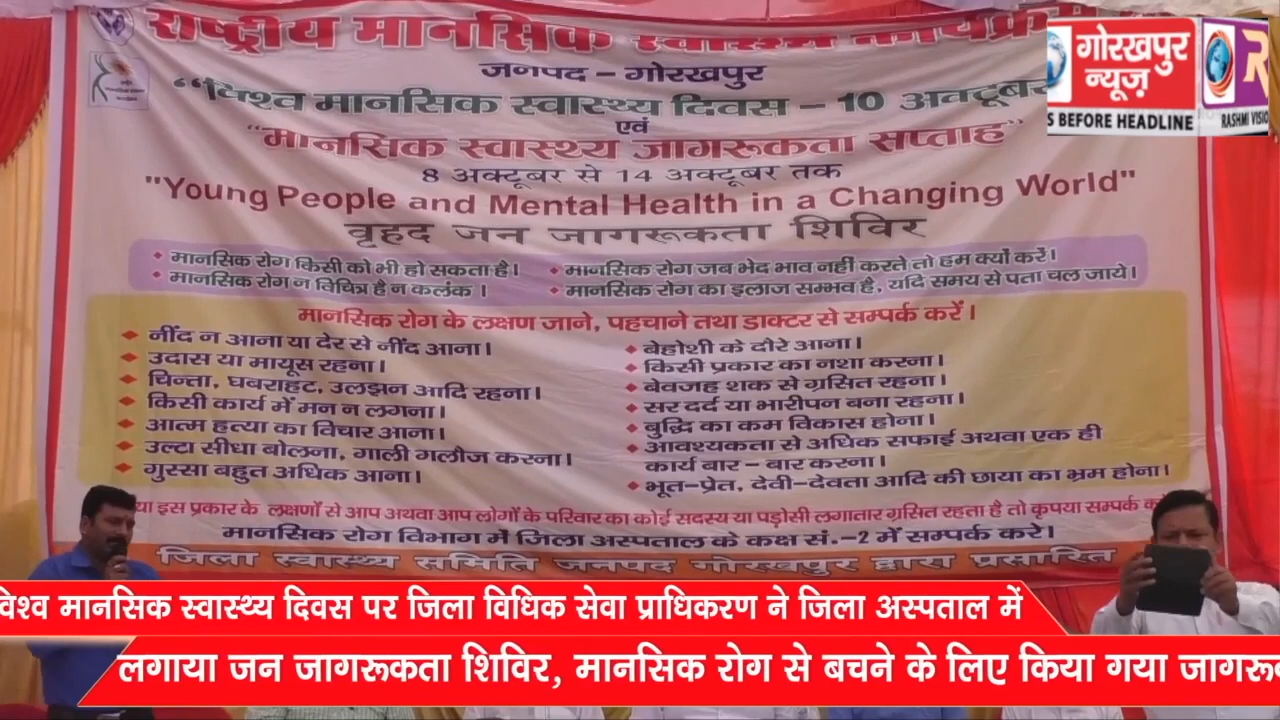 राष्ट्रीय मानसिक स्वास्थ्य कार्यक्रम
जनपद – गोरखपुर
“विश्व मानसिक स्वास्थ्य दिवस – 10 अक्टूबर
एवं
“मानसिक स्वास्थ्य जागरूकता सप्ताह”
8 अक्टूबर से 14 अक्टूबर तक
"Young People and Mental Health in a Changing World"
वृहद जन जागरूकता शिविर
मानसिक रोग किसी को भी हो सकता है।
मानसिक रोग न विचित्र है न कलंक ।
मानसिक रोग जब भेद भाव नहीं करते तो हम क्यों करें।
मानसिक रोग का इलाज सम्भव है, यदि समय से पता चल जाये।
मानसिक रोग के लक्षण जाने, पहचाने तथा डाक्टर से सम्पर्क करें।
नींद न आना या देर से नींद आना।
उदास या मायूस रहना।
चिन्ता, घबराहट, उलझन आदि रहना।
किसी कार्य में मन न लगना।
आत्म हत्या का विचार आना।
उल्टा सीधा बोलना, गाली गलौज करना।
गुस्सा बहुत अधिक आना।
बेहोशी के दौरे आना।
किसी प्रकार का नशा करना।
बेवजह शक से ग्रसित रहना।
सर दर्द या भारीपन बना रहना।
बुद्धि का कम विकास होना।
आवश्यकता से अधिक सफाई अथवा एक ही
कार्य बार – बार करना।
भूत–प्रेत, देवी–देवता आदि की छाया का भ्रम होना।
या इस प्रकार के लक्षणों से आप अथवा आप लोगों के परिवार का कोई सदस्य या पड़ोसी लगातार ग्रसित रहता है तो कृपया सम्पर्क
मानसिक रोग विभाग में जिला अस्पताल के कक्ष सं.–2 में सम्पर्क करे।
जिला स्वास्थ्य समिति जनपद गोरखपुर द्वारा प्रसारित
गोरखपुर
न्यूज़
S BEFORE HEADLINE
R
RASHMI VISIO
विश्व मानसिक स्वास्थ्य दिवस पर जिला विधिक सेवा प्राधिकरण ने जिला अस्पताल में
लगाया जन जागरूकता शिविर, मानसिक रोग से बचने के लिए किया गया जागरू